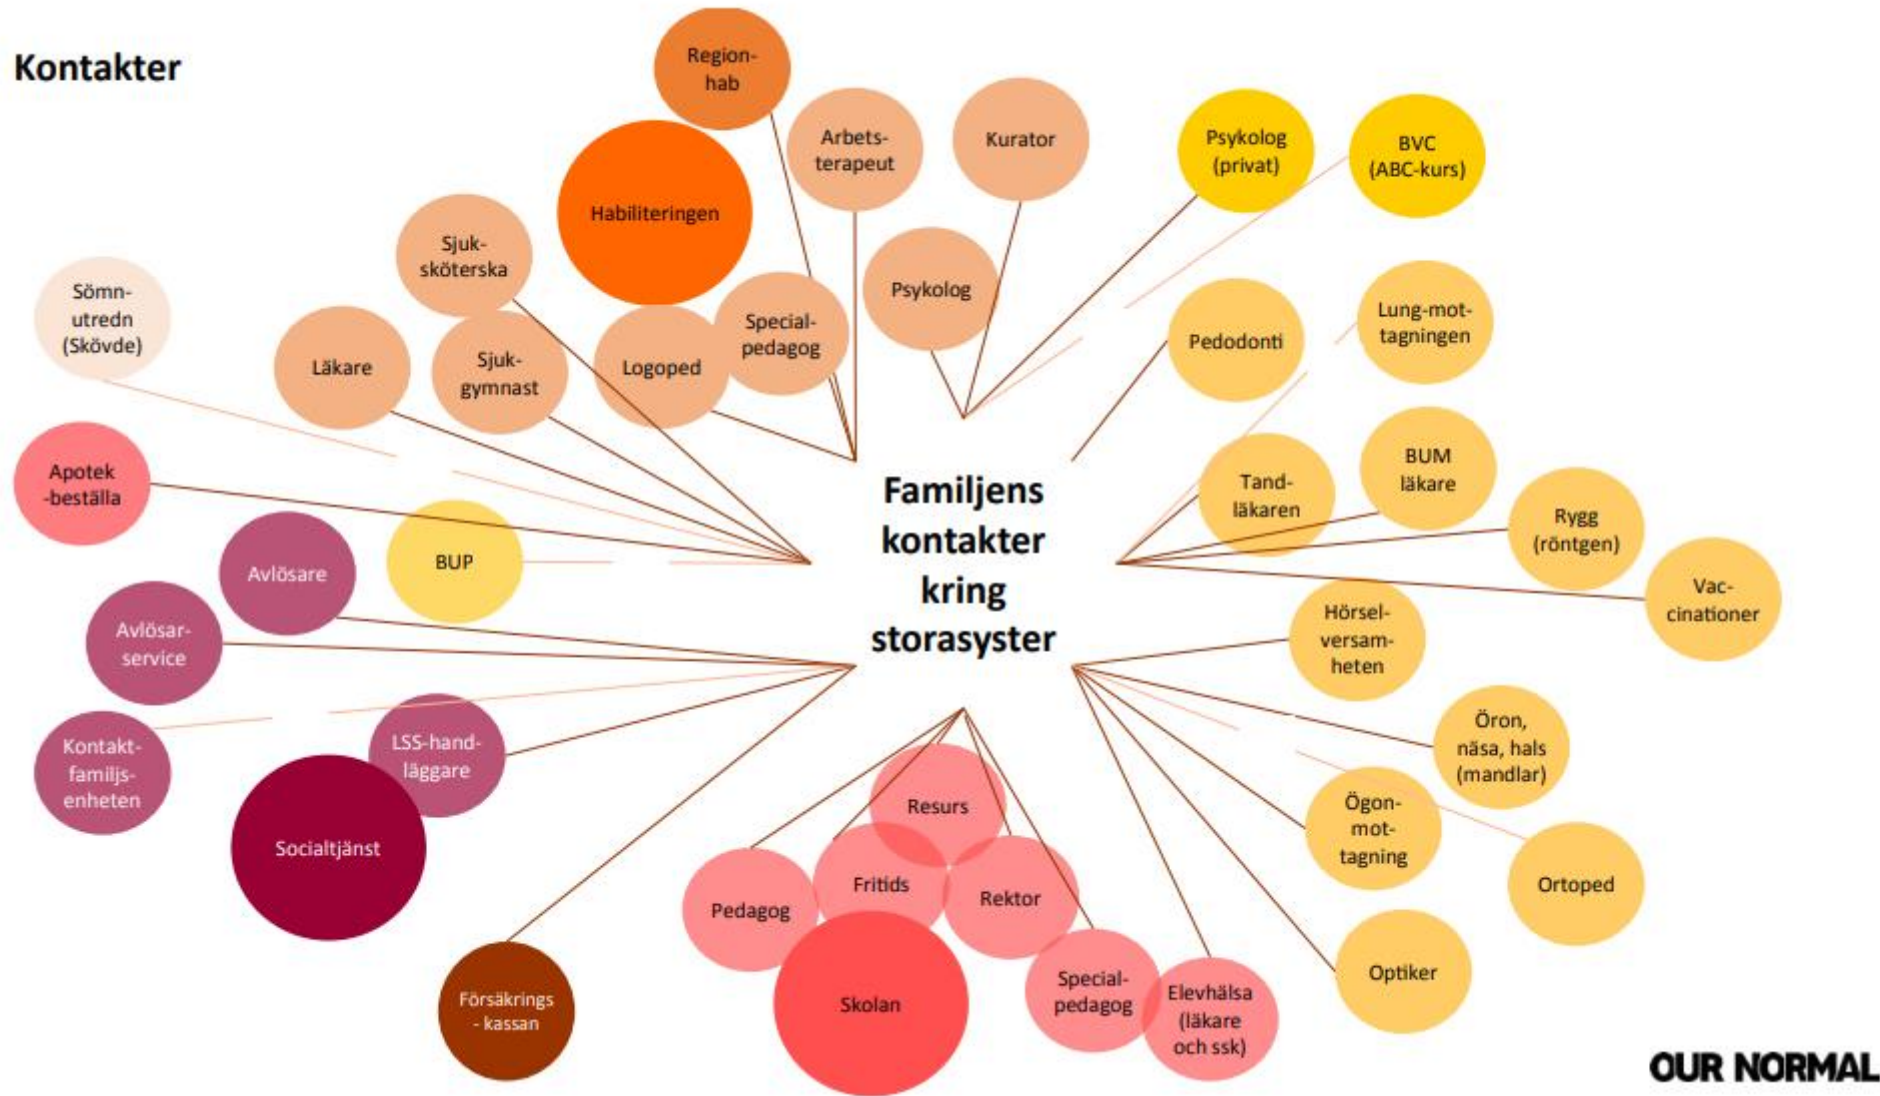 Kontakter
Region-
hab
Arbets-
terapeut
Kurator
Psykolog
(privat)
BVC
(ABC-kurs)
Habiliteringen
Sjuk-
sköterska
Psykolog
Sömn-
utredn
(Skövde)
Läkare
Sjuk-
gymnast
Logoped
Special-
pedagog
Pedodonti
Lung-mot-
tagningen
Apotek
-beställa
Avlösare
BUP
Familjens
kontakter
kring
storasyster
Tand-
läkaren
BUM
läkare
Rygg
(röntgen)
Vac-
cinationer
Avlösar-
service
Hörsel-
versam-
heten
Kontakt-
familjs-
enheten
LSS-hand-
läggare
Öron,
näsa, hals
(mandlar)
Socialtjänst
Resurs
Ögon-
mot-
tagning
Pedagog
Fritids
Rektor
Ortoped
Försäkrings
- kassan
Skolan
Special-
pedagog
Elevhälsa
(läkare
och ssk)
Optiker
OUR NORMAL